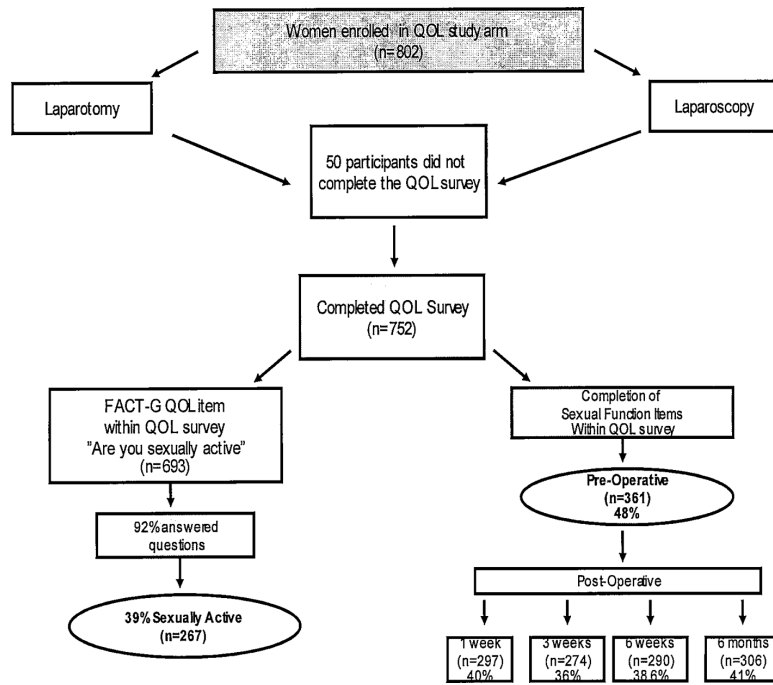 Women enrolled in QOL study arm
(n=802)
Laparotomy
Laparoscopy
50 participants did not
complete the QOL survey
Completed QOL Survey
(n=752)
FACT-G QOL item
within QOL survey
"Are you sexually active"
(n=693)
Completion of
Sexual Function Items
Within QOL survey
Pre-Operative
(n=361)
48%
92% answered
questions
Post-Operative
39% Sexually Active
(n=267)
1 week
(n=297)
40%
3 weeks
(n=274)
36%
6 weeks
(n=290)
38.6%
6 months
(n=306)
41%